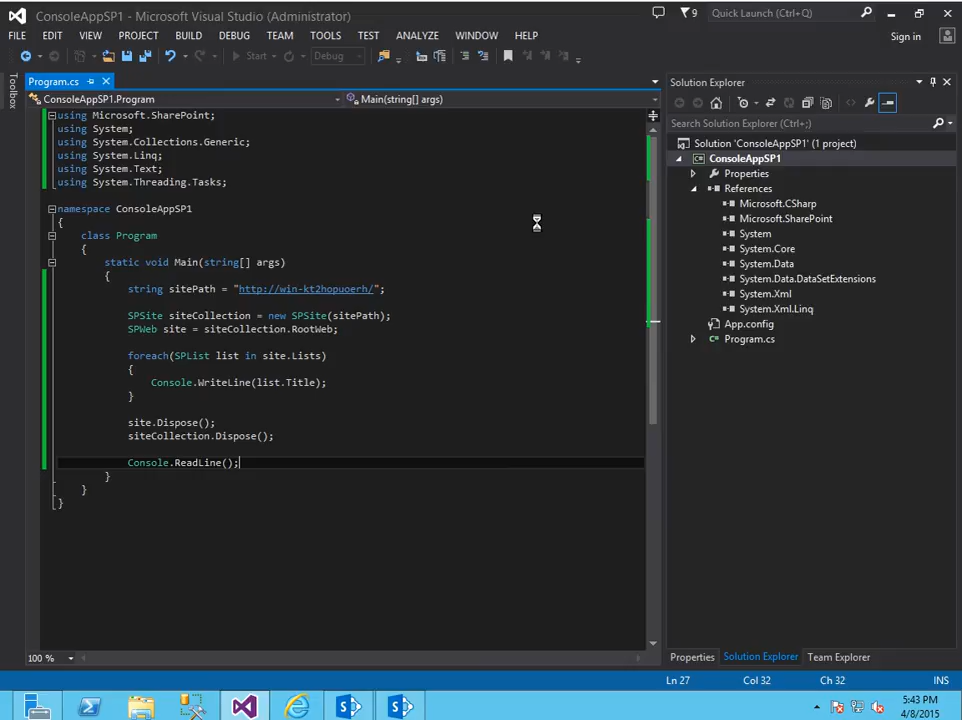 ConsoleAppSP1 - Microsoft Visual Studio (Administrator)
9
Quick Launch (Ctrl+Q)
FILE EDIT VIEW PROJECT BUILD DEBUG TEAM TOOLS TEST ANALYZE WINDOW HELP
Sign in
Start
Debug
Toolbox
Program.cs
ConsoleAppSP1.Program
Main(string[] args)
using Microsoft.SharePoint;
using System;
using System.Collections.Generic;
using System.Linq;
using System.Text;
using System.Threading.Tasks;
namespace ConsoleAppSP1
{
class Program
{
static void Main(string[] args)
{
string sitePath = "http://win-kt2hopuoerh/";
SPSite siteCollection = new SPSite(sitePath);
SPWeb site = siteCollection.RootWeb;
foreach(SPList list in site.Lists)
{
Console.WriteLine(list.Title);
}
site.Dispose();
siteCollection.Dispose();
Console.ReadLine();
}
}
}
100 %
Solution Explorer
Search Solution Explorer (Ctrl+;)
Solution 'ConsoleAppSP1' (1 project)
ConsoleAppSP1
Properties
References
Microsoft.CSharp
Microsoft.SharePoint
System
System.Core
System.Data
System.Data.DataSetExtensions
System.Xml
System.Xml.Linq
App.config
Program.cs
Properties Solution Explorer Team Explorer
Ln 27 Col 32 Ch 32 INS
5:43 PM
4/8/2015